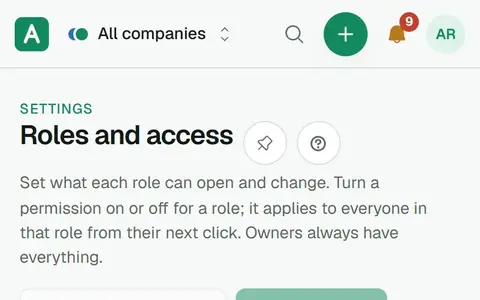 A
All companies
9
AR
SETTINGS
Roles and access
Set what each role can open and change. Turn a
permission on or off for a role; it applies to everyone in
that role from their next click. Owners always have
everything.